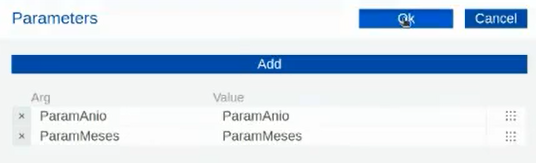 Parameters Ok Cancel
Add
Arg Value
× ParamAnio ParamAnio
× ParamMeses ParamMeses